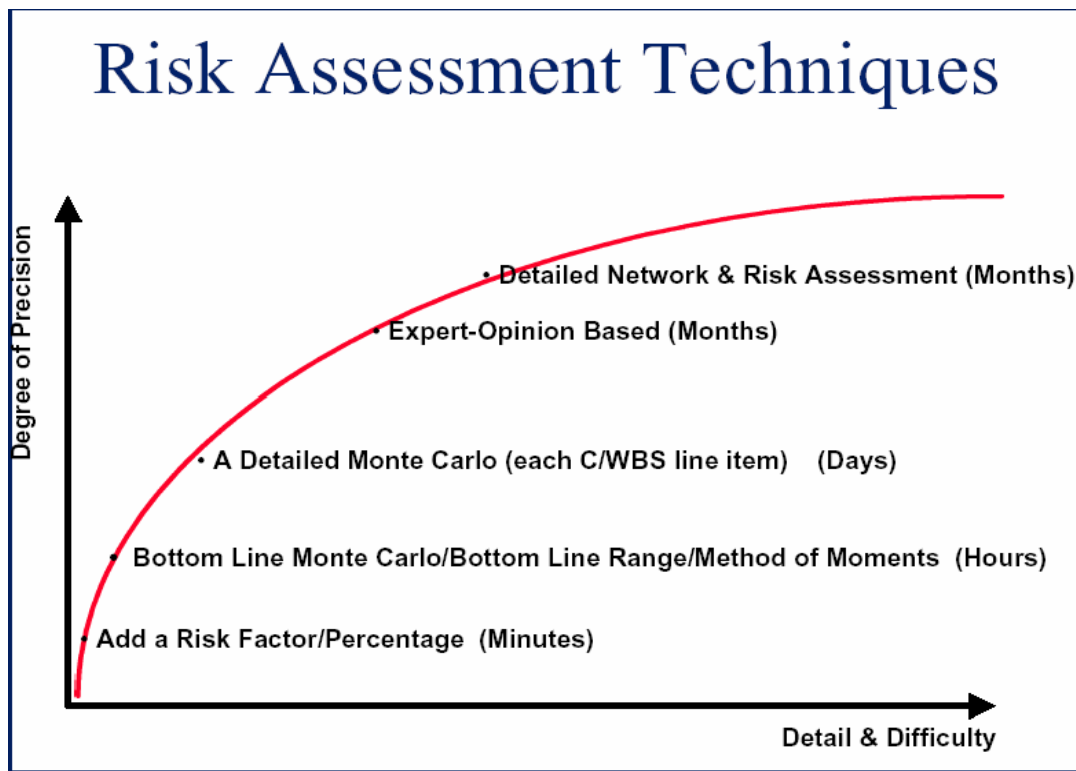 Risk Assessment Techniques
Degree of Precision
• Detailed Network & Risk Assessment (Months)
• Expert-Opinion Based (Months)
• A Detailed Monte Carlo (each C/WBS line item) (Days)
• Bottom Line Monte Carlo/Bottom Line Range/Method of Moments (Hours)
• Add a Risk Factor/Percentage (Minutes)
Detail & Difficulty